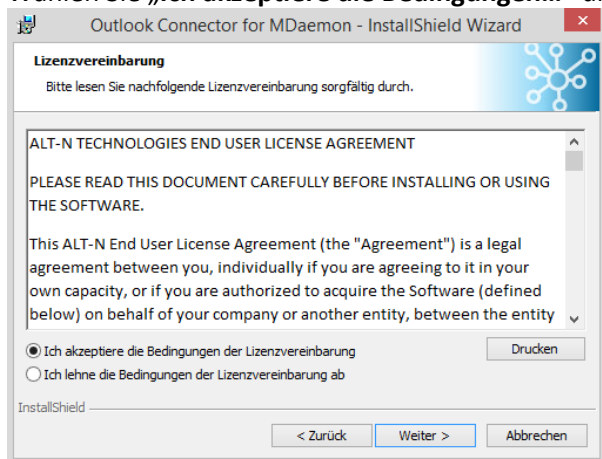 Outlook Connector for MDaemon - InstallShield Wizard
Lizenzvereinbarung
Bitte lesen Sie nachfolgende Lizenzvereinbarung sorgfältig durch.
ALT-N TECHNOLOGIES END USER LICENSE AGREEMENT
PLEASE READ THIS DOCUMENT CAREFULLY BEFORE INSTALLING OR USING
THE SOFTWARE.
This ALT-N End User License Agreement (the "Agreement") is a legal
agreement between you, individually if you are agreeing to it in your
own capacity, or if you are authorized to acquire the Software (defined
below) on behalf of your company or another entity, between the entity
Ich akzeptiere die Bedingungen der Lizenzvereinbarung
Drucken
Ich lehne die Bedingungen der Lizenzvereinbarung ab
InstallShield
< Zurück Weiter > Abbrechen